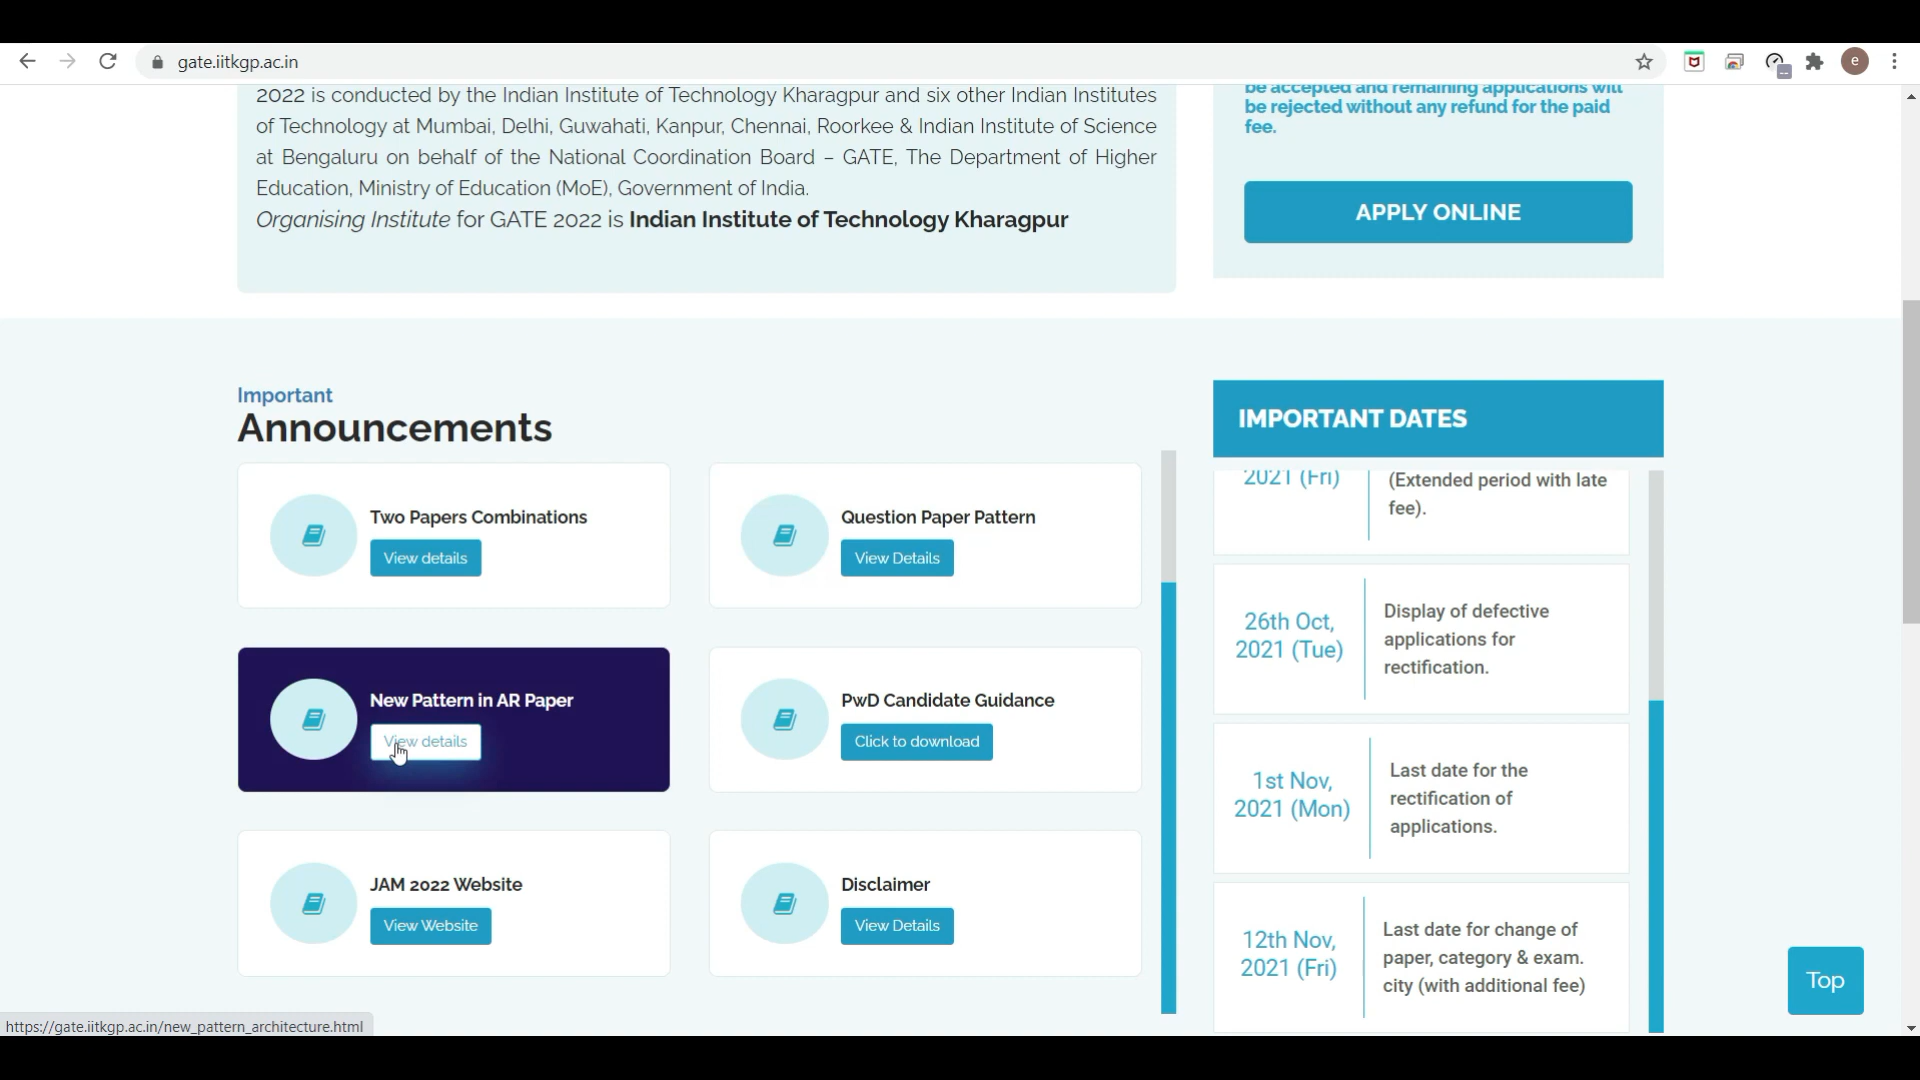 gate.iitkgp.ac.in
e
2022 is conducted by the Indian Institute of Technology Kharagpur and six other Indian Institutes
of Technology at Mumbai, Delhi, Guwahati, Kanpur, Chennai, Roorkee & Indian Institute of Science
at Bengaluru on behalf of the National Coordination Board – GATE, The Department of Higher
Education, Ministry of Education (MoE), Government of India.
Organising Institute for GATE 2022 is Indian Institute of Technology Kharagpur
be accepted and remaining applications will
be rejected without any refund for the paid
fee.
APPLY ONLINE
Important
Announcements
Two Papers Combinations
View details
Question Paper Pattern
View Details
New Pattern in AR Paper
View details
PwD Candidate Guidance
Click to download
JAM 2022 Website
View Website
Disclaimer
View Details
IMPORTANT DATES
2021 (Fri)
(Extended period with late
fee).
26th Oct,
2021 (Tue)
Display of defective
applications for
rectification.
1st Nov,
2021 (Mon)
Last date for the
rectification of
applications.
12th Nov,
2021 (Fri)
Last date for change of
paper, category & exam.
city (with additional fee)
Top
https://gate.iitkgp.ac.in/new_pattern_architecture.html